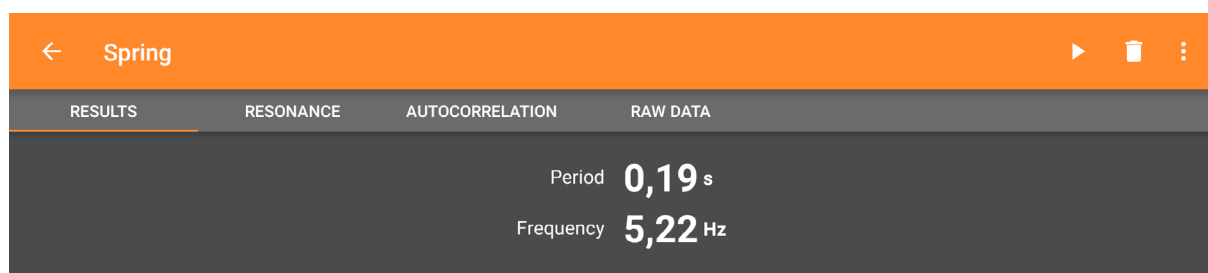 Spring
RESULTS RESONANCE AUTOCORRELATION RAW DATA
Period 0,19 s
Frequency 5,22 Hz